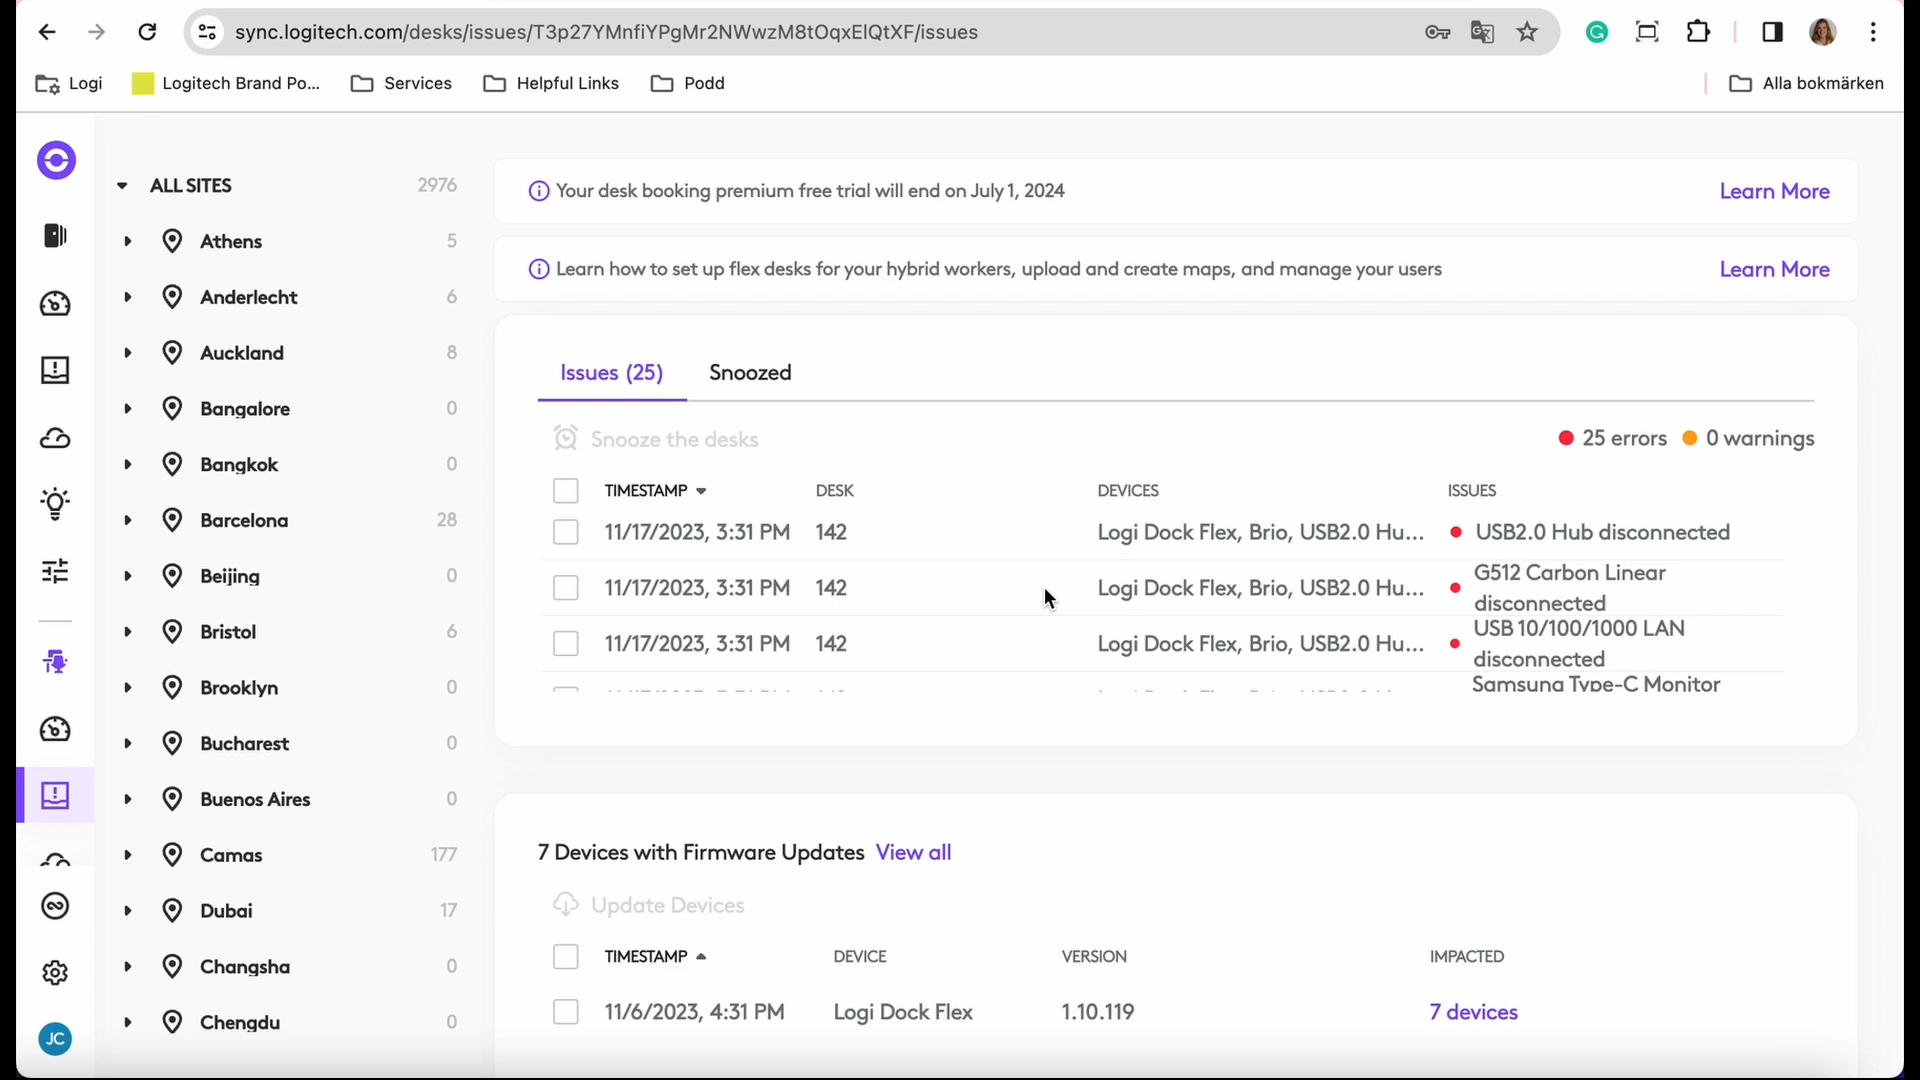 sync.logitech.com/desks/issues/T3p27YMnfiYPgMr2NWwzM8tOqxElQtXF/issues
Logi
Logitech Brand Po...
Services
Helpful Links
Podd
Alla bokmärken
ALL SITES 2976
Athens 5
Anderlecht 6
Auckland 8
Bangalore 0
Bangkok 0
Barcelona 28
Beijing 0
Bristol 6
Brooklyn 0
Bucharest 0
Buenos Aires 0
Camas 177
Dubai 17
Changsha 0
Chengdu 0
JC
Your desk booking premium free trial will end on July 1, 2024 Learn More
Learn how to set up flex desks for your hybrid workers, upload and create maps, and manage your users Learn More
Issues (25) Snoozed
Snooze the desks 25 errors 0 warnings
TIMESTAMP DESK DEVICES ISSUES
11/17/2023, 3:31 PM 142 Logi Dock Flex, Brio, USB2.0 Hu... USB2.0 Hub disconnected
11/17/2023, 3:31 PM 142 Logi Dock Flex, Brio, USB2.0 Hu... G512 Carbon Linear
disconnected
11/17/2023, 3:31 PM 142 Logi Dock Flex, Brio, USB2.0 Hu... USB 10/100/1000 LAN
disconnected
Samsung Type-C Monitor
7 Devices with Firmware Updates View all
Update Devices
TIMESTAMP DEVICE VERSION IMPACTED
11/6/2023, 4:31 PM Logi Dock Flex 1.10.119 7 devices